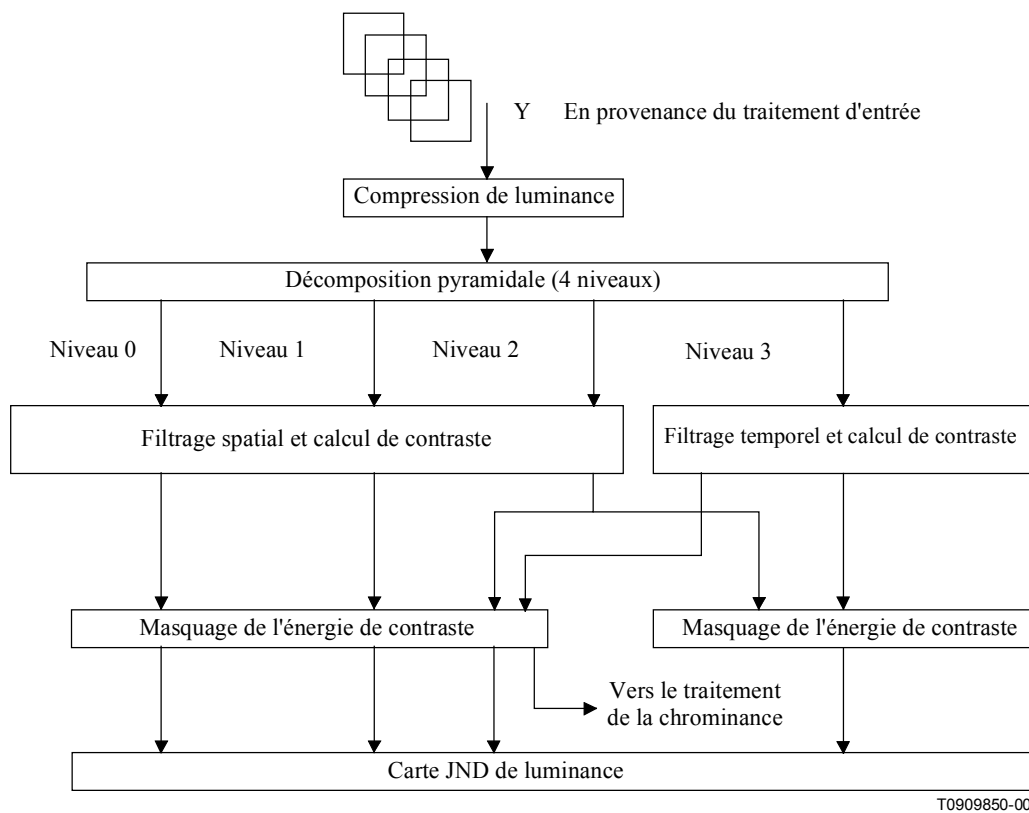 Y En provenance du traitement d'entrée
Compression de luminance
Décomposition pyramidale (4 niveaux)
Niveau 0 Niveau 1 Niveau 2 Niveau 3
Filtrage spatial et calcul de contraste
Filtrage temporel et calcul de contraste
Masquage de l'énergie de contraste
Masquage de l'énergie de contraste
Vers le traitement
de la chrominance
Carte JND de luminance
T0909850-00